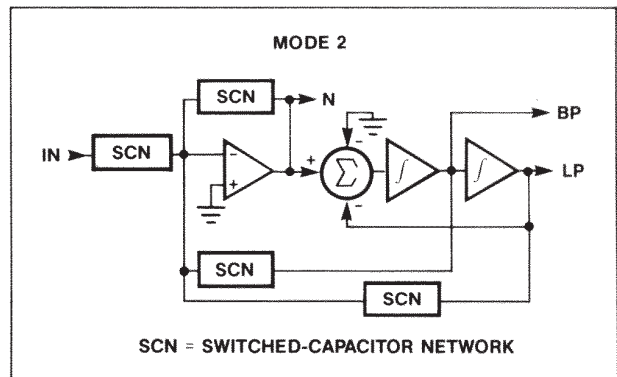 MODE 2
SCN
N
BP
IN
SCN
-
+
+
-
Σ
-
∫
∫
LP
SCN
SCN
SCN = SWITCHED-CAPACITOR NETWORK